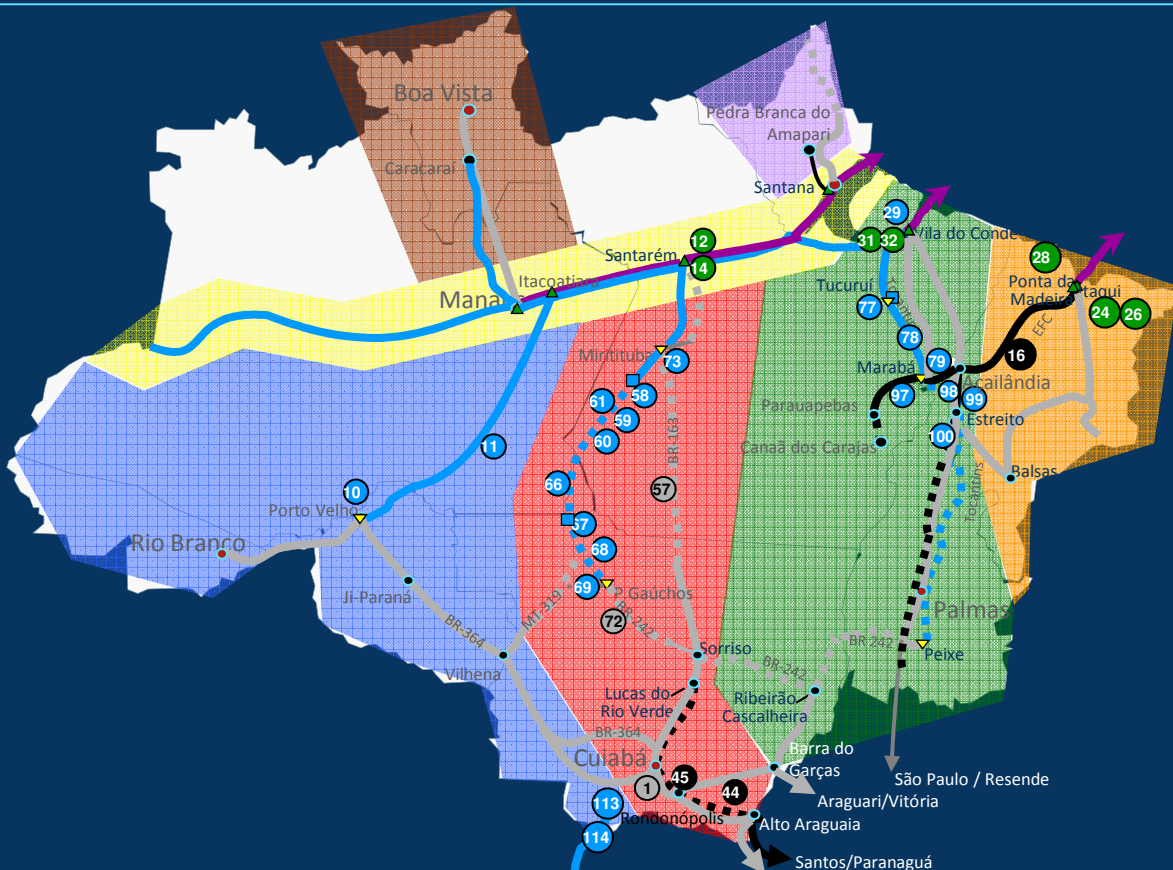 Boa Vista
Pedra Branca do
Amapari
Caracaraí
Santana
29
12
31
32
Vila do Conde
28
Santarém
14
Itacoatiara
Ponta da
Madeira
Itaqui
Manaus
Tucuruí
24
26
77
EFC
78
Miritituba
73
79
16
Marabá
Açailândia
58
61
97
98
99
59
Parauapebas
Estreito
60
100
11
BR-163
Canaã dos Carajas
Balsas
66
57
10
Tocantins
Porto Velho
67
Rio Branco
68
69
P.Gaúchos
Ji-Paraná
MT-319
BR-242
72
Palmas
BR-364
BR 242
Peixe
Sorriso
BR-242
Vilhena
Lucas do
Rio Verde
Ribeirão
Cascalheira
BR-364
Cuiabá
Barra do
Garças
45
São Paulo / Resende
1
44
113
Araguari/Vitória
Rondonópolis
Alto Araguaia
114
Santos/Paranaguá